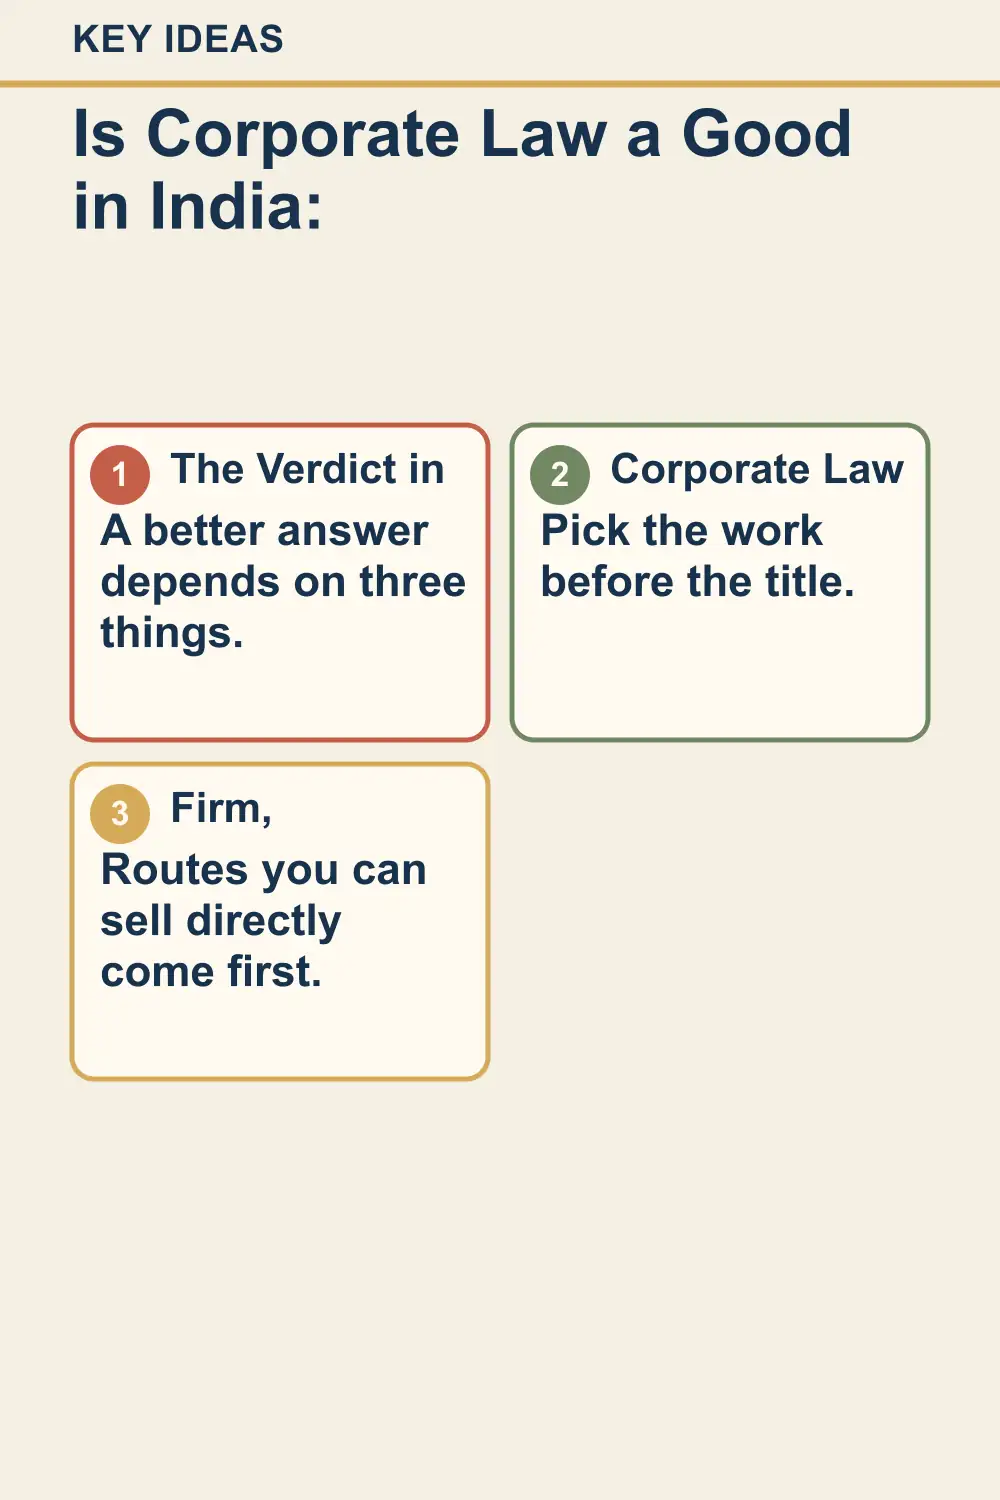 KEY IDEAS
Is Corporate Law a Good
in India:
1 The Verdict in
A better answer
depends on three
things.
2 Corporate Law
Pick the work
before the title.
3 Firm,
Routes you can
sell directly
come first.